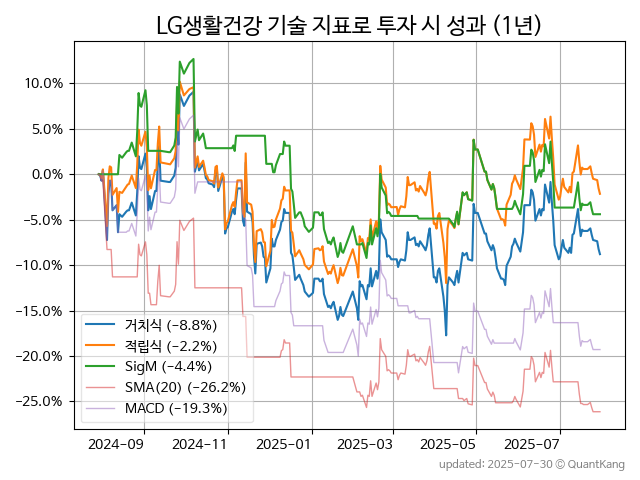 LG생활건강 기술 지표로 투자 시 성과 (1년)
10.0%
5.0%
0.0%
−5.0%
−10.0%
−15.0%
−20.0%
−25.0%
거치식 (−8.8%)
적립식 (−2.2%)
SigM (−4.4%)
SMA(20) (−26.2%)
MACD (−19.3%)
2024-09 2024-11 2025-01 2025-03 2025-05 2025-07
updated: 2025-07-30 © QuantKang